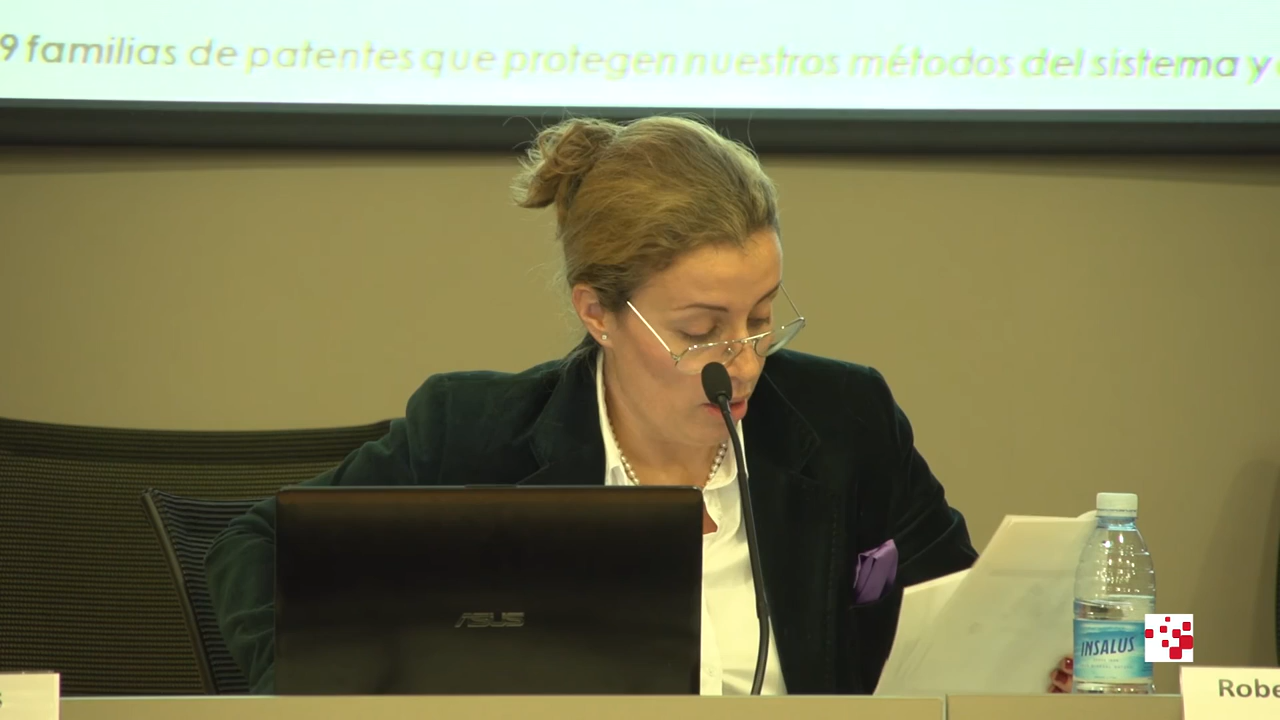 9 familias de patentes que protegen nuestros métodos del sistema y
ASUS
INSALUS
Robe